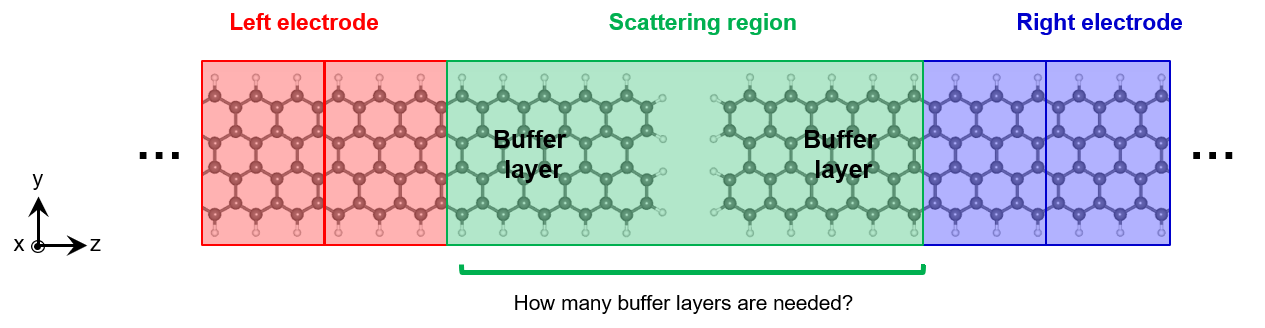 Left electrode
Scattering region
Right electrode
Buffer
layer
Buffer
layer
...
...
y
x
z
How many buffer layers are needed?